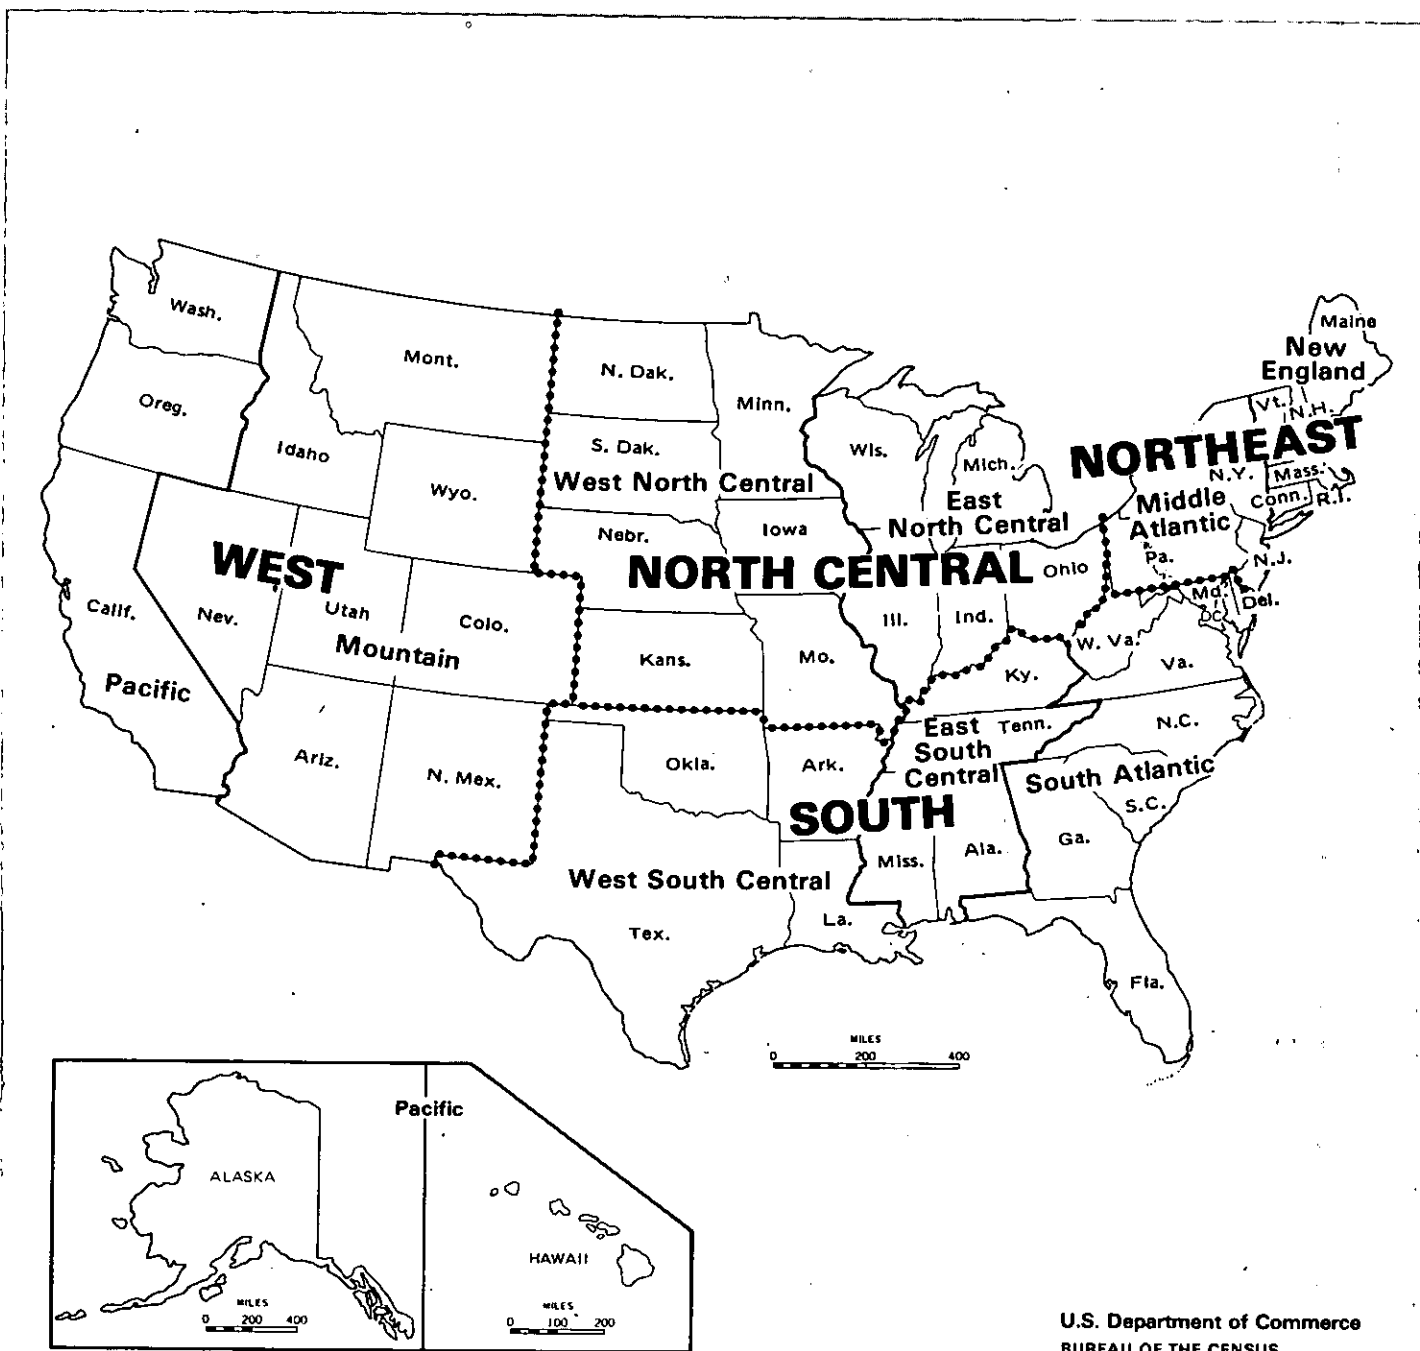 Maine
New
England
Wash.
Mont.
N. Dak.
Minn.
Vt.
N.H.
Oreg.
Idaho
S. Dak.
Wis.
Mich.
NORTHEAST
Wyo.
West North Central
East
North Central
N.Y.
Mass.
Middle
Atlantic
Conn.
R.I.
Nebr.
Iowa
WEST
NORTH CENTRAL
Ohio
Pa.
N.J.
Calif.
Nev.
Utah
Colo.
Ill.
Ind.
Md.
DC
Del.
Mountain
Kans.
Mo.
W. Va.
Va.
Pacific
Ky.
Ariz.
N. Mex.
Okla.
Ark.
East
South
Central
Tenn.
N.C.
South Atlantic
SOUTH
S.C.
Miss.
Ala.
Ga.
West South Central
Tex.
La.
Fla.
MILES
0 200 400
Pacific
ALASKA
HAWAII
MILES
0 200 400
MILES
0 100 200
U.S. Department of Commerce
BUREAU OF THE CENSUS